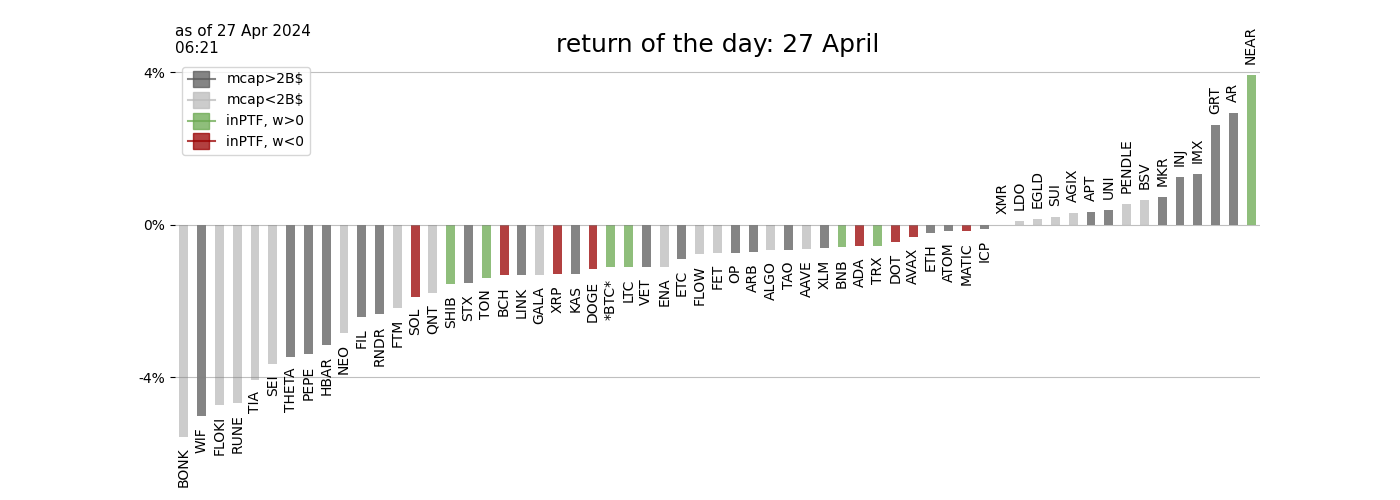 as of 27 Apr 2024
06:21
return of the day: 27 April
mcap>2B$
mcap<2B$
inPTF, w>0
inPTF, w<0
4%
0%
-4%
BONK
WIF
FLOKI
RUNE
TIA
SEI
THETA
PEPE
HBAR
NEO
FIL
RNDR
FTM
SOL
QNT
SHIB
STX
TON
BCH
LINK
GALA
XRP
KAS
DOGE
*BTC*
LTC
VET
ENA
ETC
FLOW
FET
OP
ARB
ALGO
TAO
AAVE
XLM
BNB
ADA
TRX
DOT
AVAX
ETH
ATOM
MATIC
ICP
XMR
LDO
EGLD
SUI
AGIX
APT
UNI
PENDLE
BSV
MKR
INJ
IMX
GRT
AR
NEAR